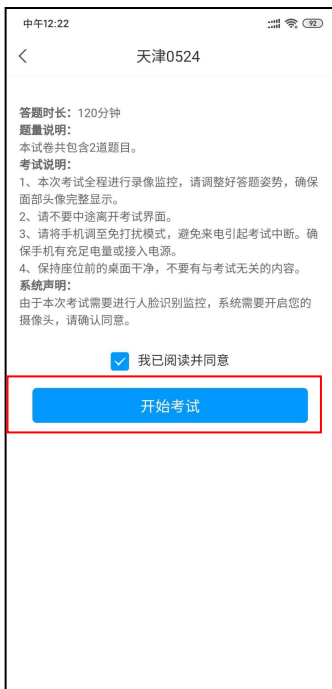 中午12:22
92
天津0524
答题时长：120分钟
题量说明：
本试卷共包含2道题目。
考试说明：
1、本次考试全程进行录像监控，请调整好答题姿势，确保
面部头像完整显示。
2、请不要中途离开考试界面。
3、请将手机调至免打扰模式，避免来电引起考试中断。确
保手机有充足电量或接入电源。
4、保持座位前的桌面干净，不要有与考试无关的内容。
系统声明：
由于本次考试需要进行人脸识别监控，系统需要开启您的
摄像头，请确认同意。
我已阅读并同意
开始考试